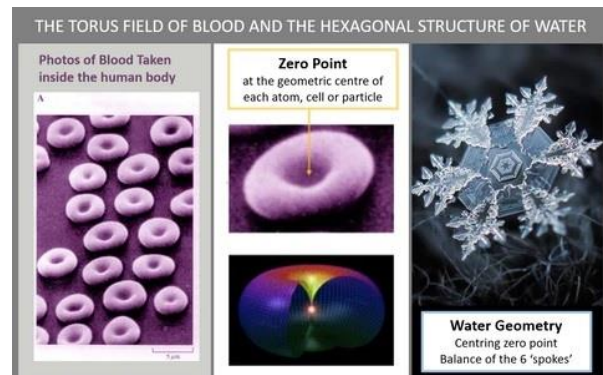 THE TORUS FIELD OF BLOOD AND THE HEXAGONAL STRUCTURE OF WATER
Photos of Blood Taken
inside the human body
A
5 μm
Zero Point
at the geometric centre of
each atom, cell or particle
Water Geometry
Centring zero point
Balance of the 6 ‘spokes’